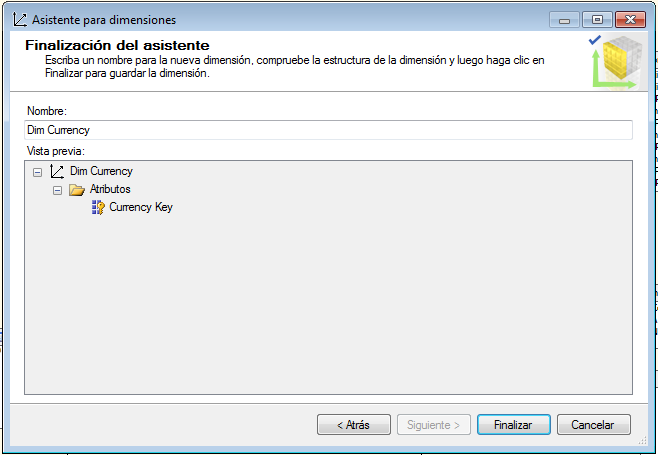 Asistente para dimensiones
Finalización del asistente
Escriba un nombre para la nueva dimensión, compruebe la estructura de la dimensión y luego haga clic en
Finalizar para guardar la dimensión.
Nombre:
Dim Currency
Vista previa:
Dim Currency
Atributos
Currency Key
< Atrás
Siguiente >
Finalizar
Cancelar